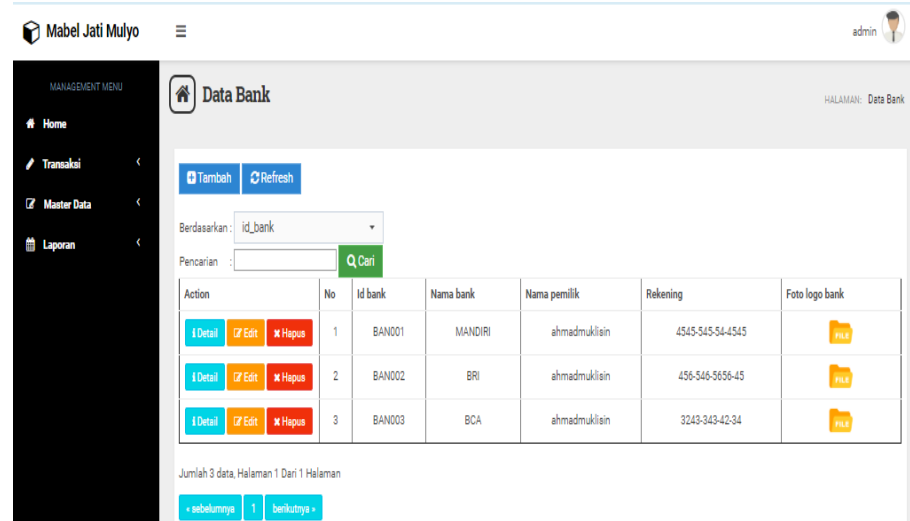 Mabel Jati Mulyo
admin
MANAGEMENT MENU
Home
Transaksi
Master Data
Laporan
Data Bank
HALAMAN: Data Bank
Tambah Refresh
Berdasarkan : id_bank
Pencarian : Cari
Action No Id bank Nama bank Nama pemilik Rekening Foto logo bank
Detail Edit Hapus 1 BAN001 MANDIRI ahmadmuklisin 4545-545-54-4545 FILE
Detail Edit Hapus 2 BAN002 BRI ahmadmuklisin 456-546-5656-45 FILE
Detail Edit Hapus 3 BAN003 BCA ahmadmuklisin 3243-343-42-34 FILE
Jumlah 3 data, Halaman 1 Dari 1 Halaman
« sebelumnya 1 berikutnya »